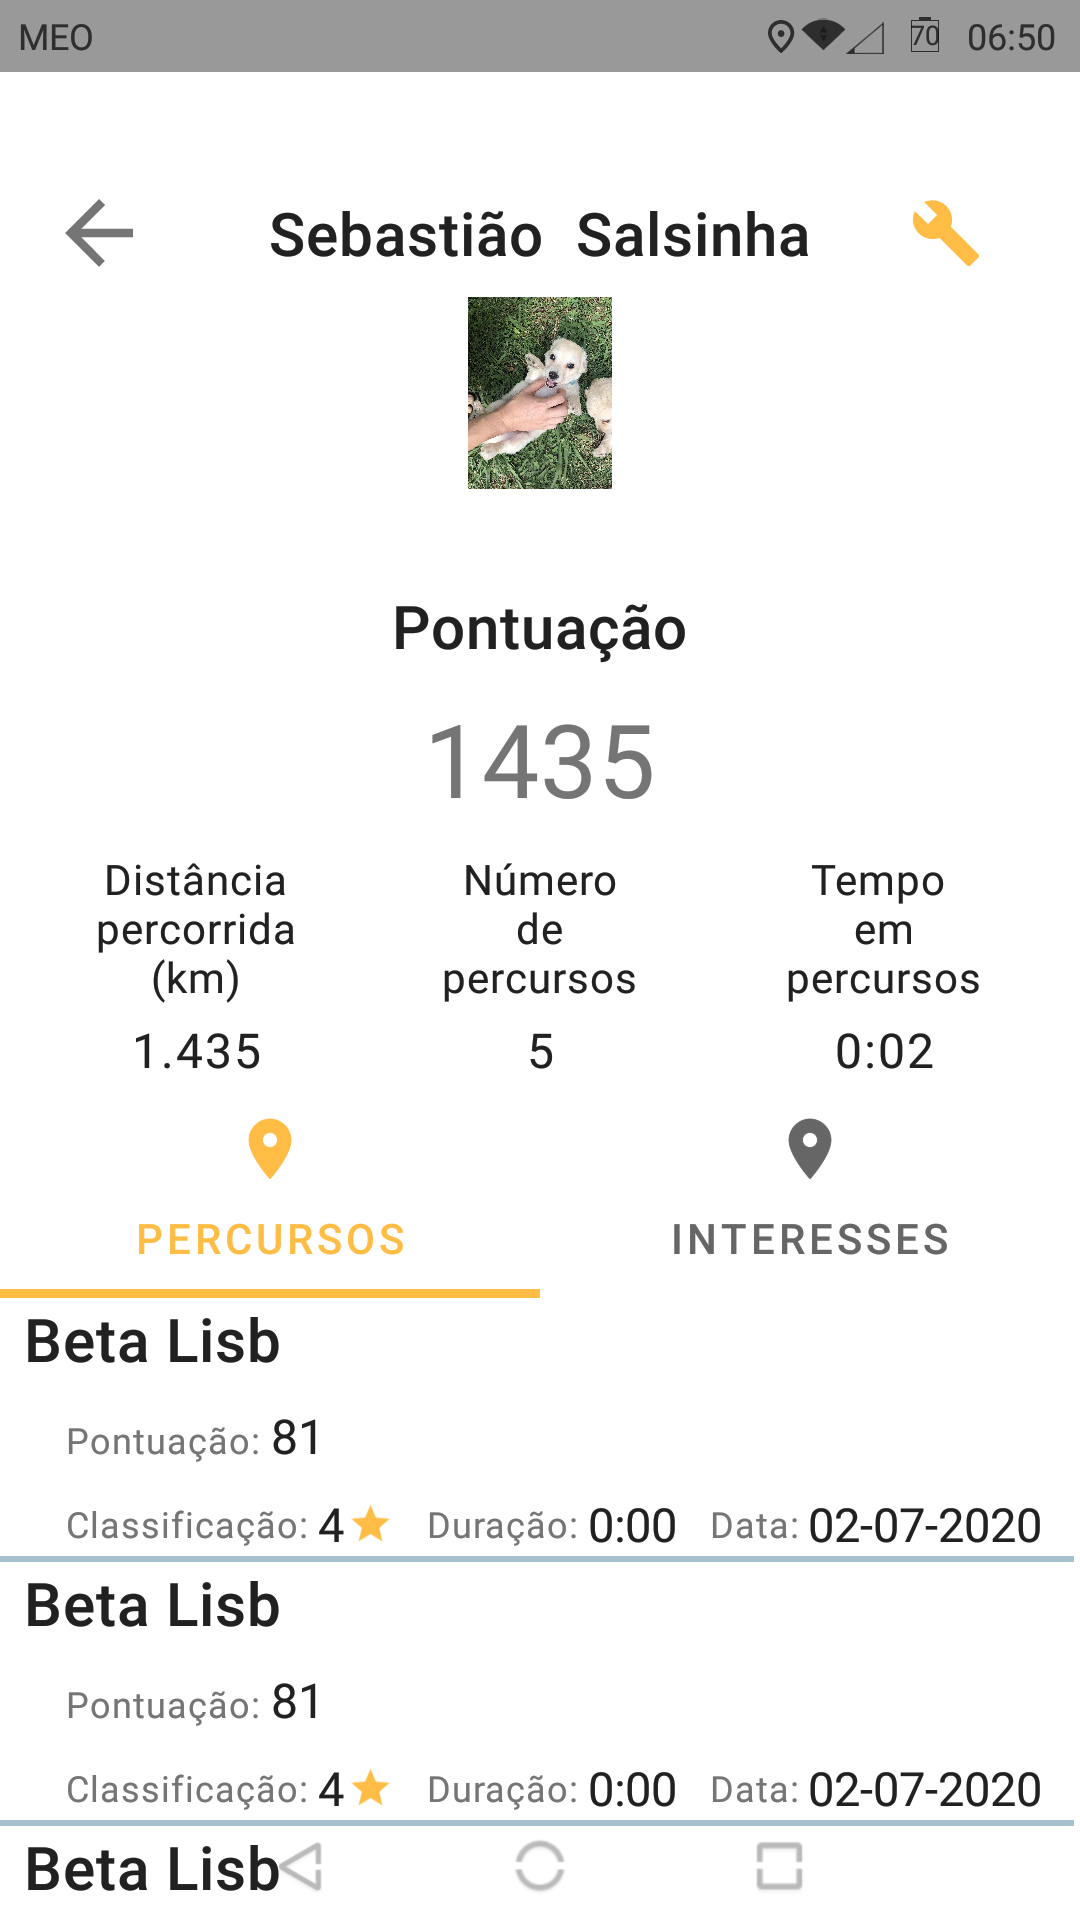 MEO 70 06:50
Sebastião Salsinha
Pontuação
1435
Distância percorrida (km)
Número de percursos
Tempo em percursos
1.435 5 0:02
PERCURSOS INTERESSES
Beta Lisb
Pontuação: 81
Classificação: 4 Duração: 0:00 Data: 02-07-2020
Beta Lisb
Pontuação: 81
Classificação: 4 Duração: 0:00 Data: 02-07-2020
Beta Lisb